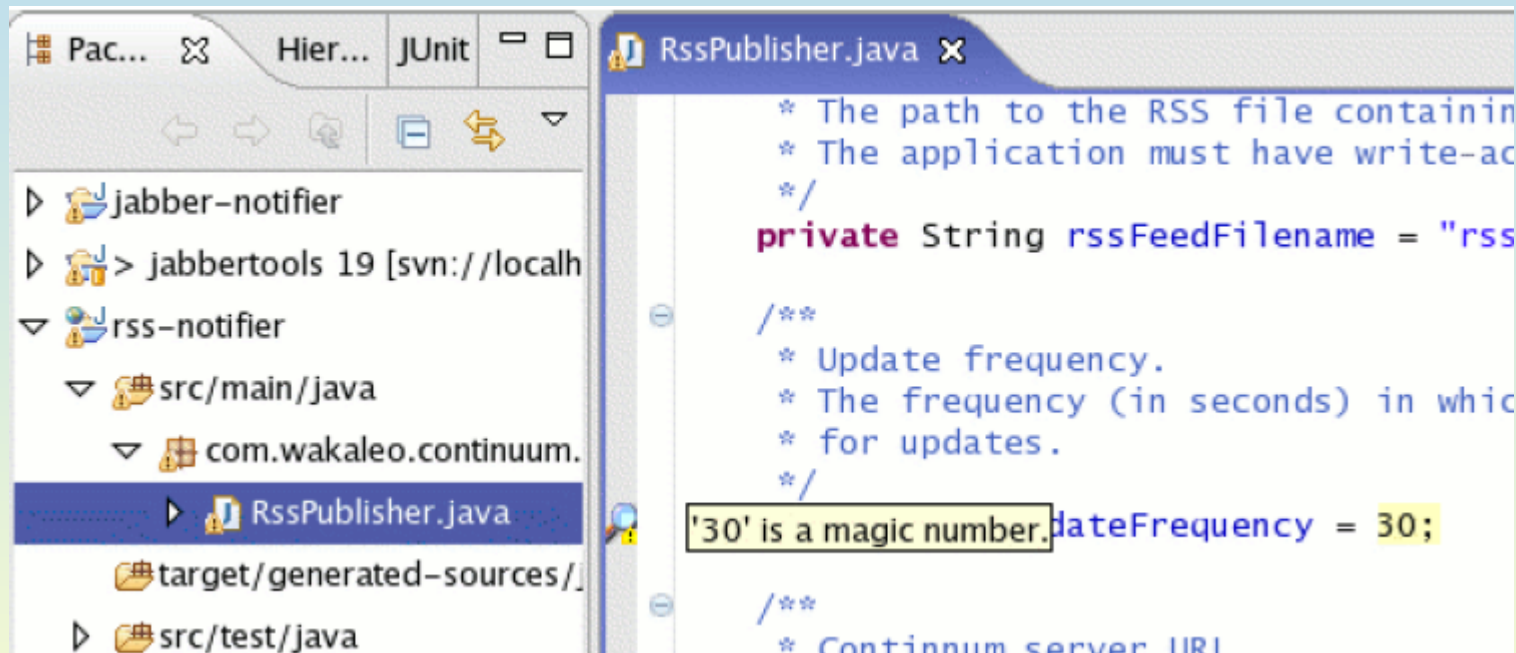 Pac... Hier... JUnit
jabber-notifier
> jabbertools 19 [svn://localh
rss-notifier
src/main/java
com.wakaleo.continuum.
RssPublisher.java
target/generated-sources/j
src/test/java
RssPublisher.java
* The path to the RSS file containin
* The application must have write-ac
*/
private String rssFeedFilename = "rss
/**
* Update frequency.
* The frequency (in seconds) in whic
* for updates.
*/
'30' is a magic number.dateFrequency = 30;
/**
* Continnum server URL